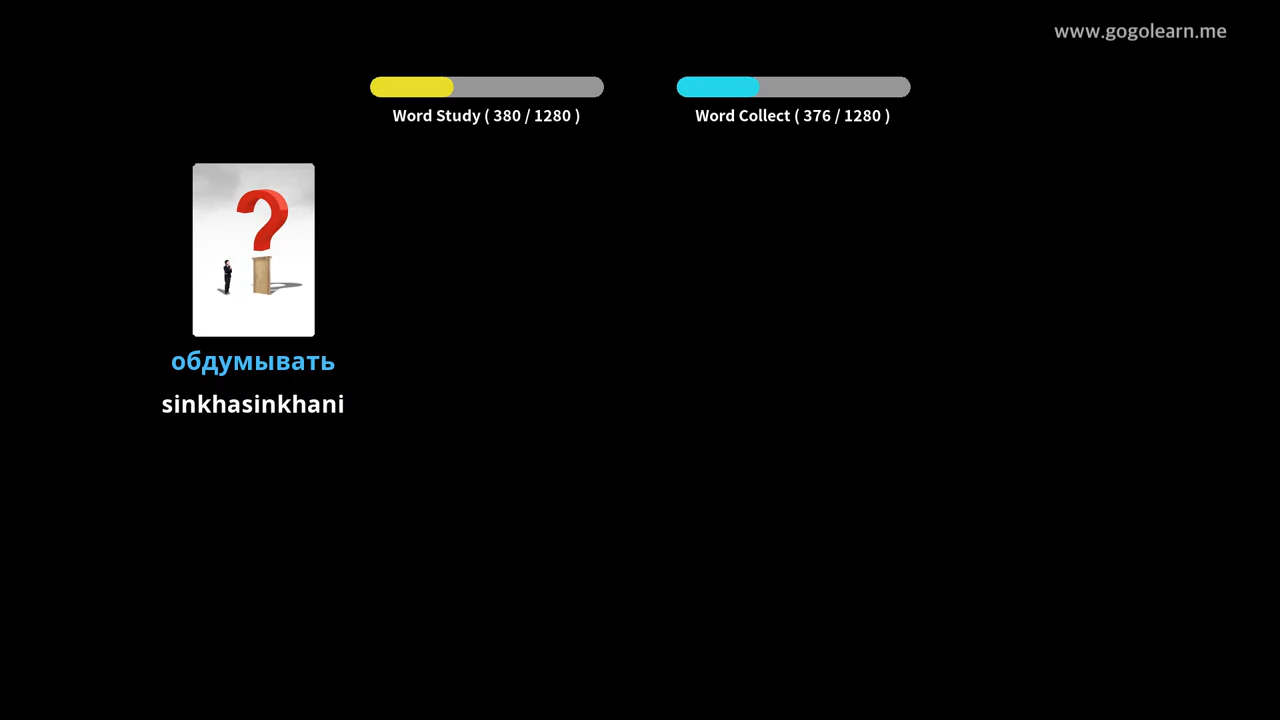 www.gogolearn.me
Word Study ( 380 / 1280 )
Word Collect ( 376 / 1280 )
обдумывать
sinkhasinkhani